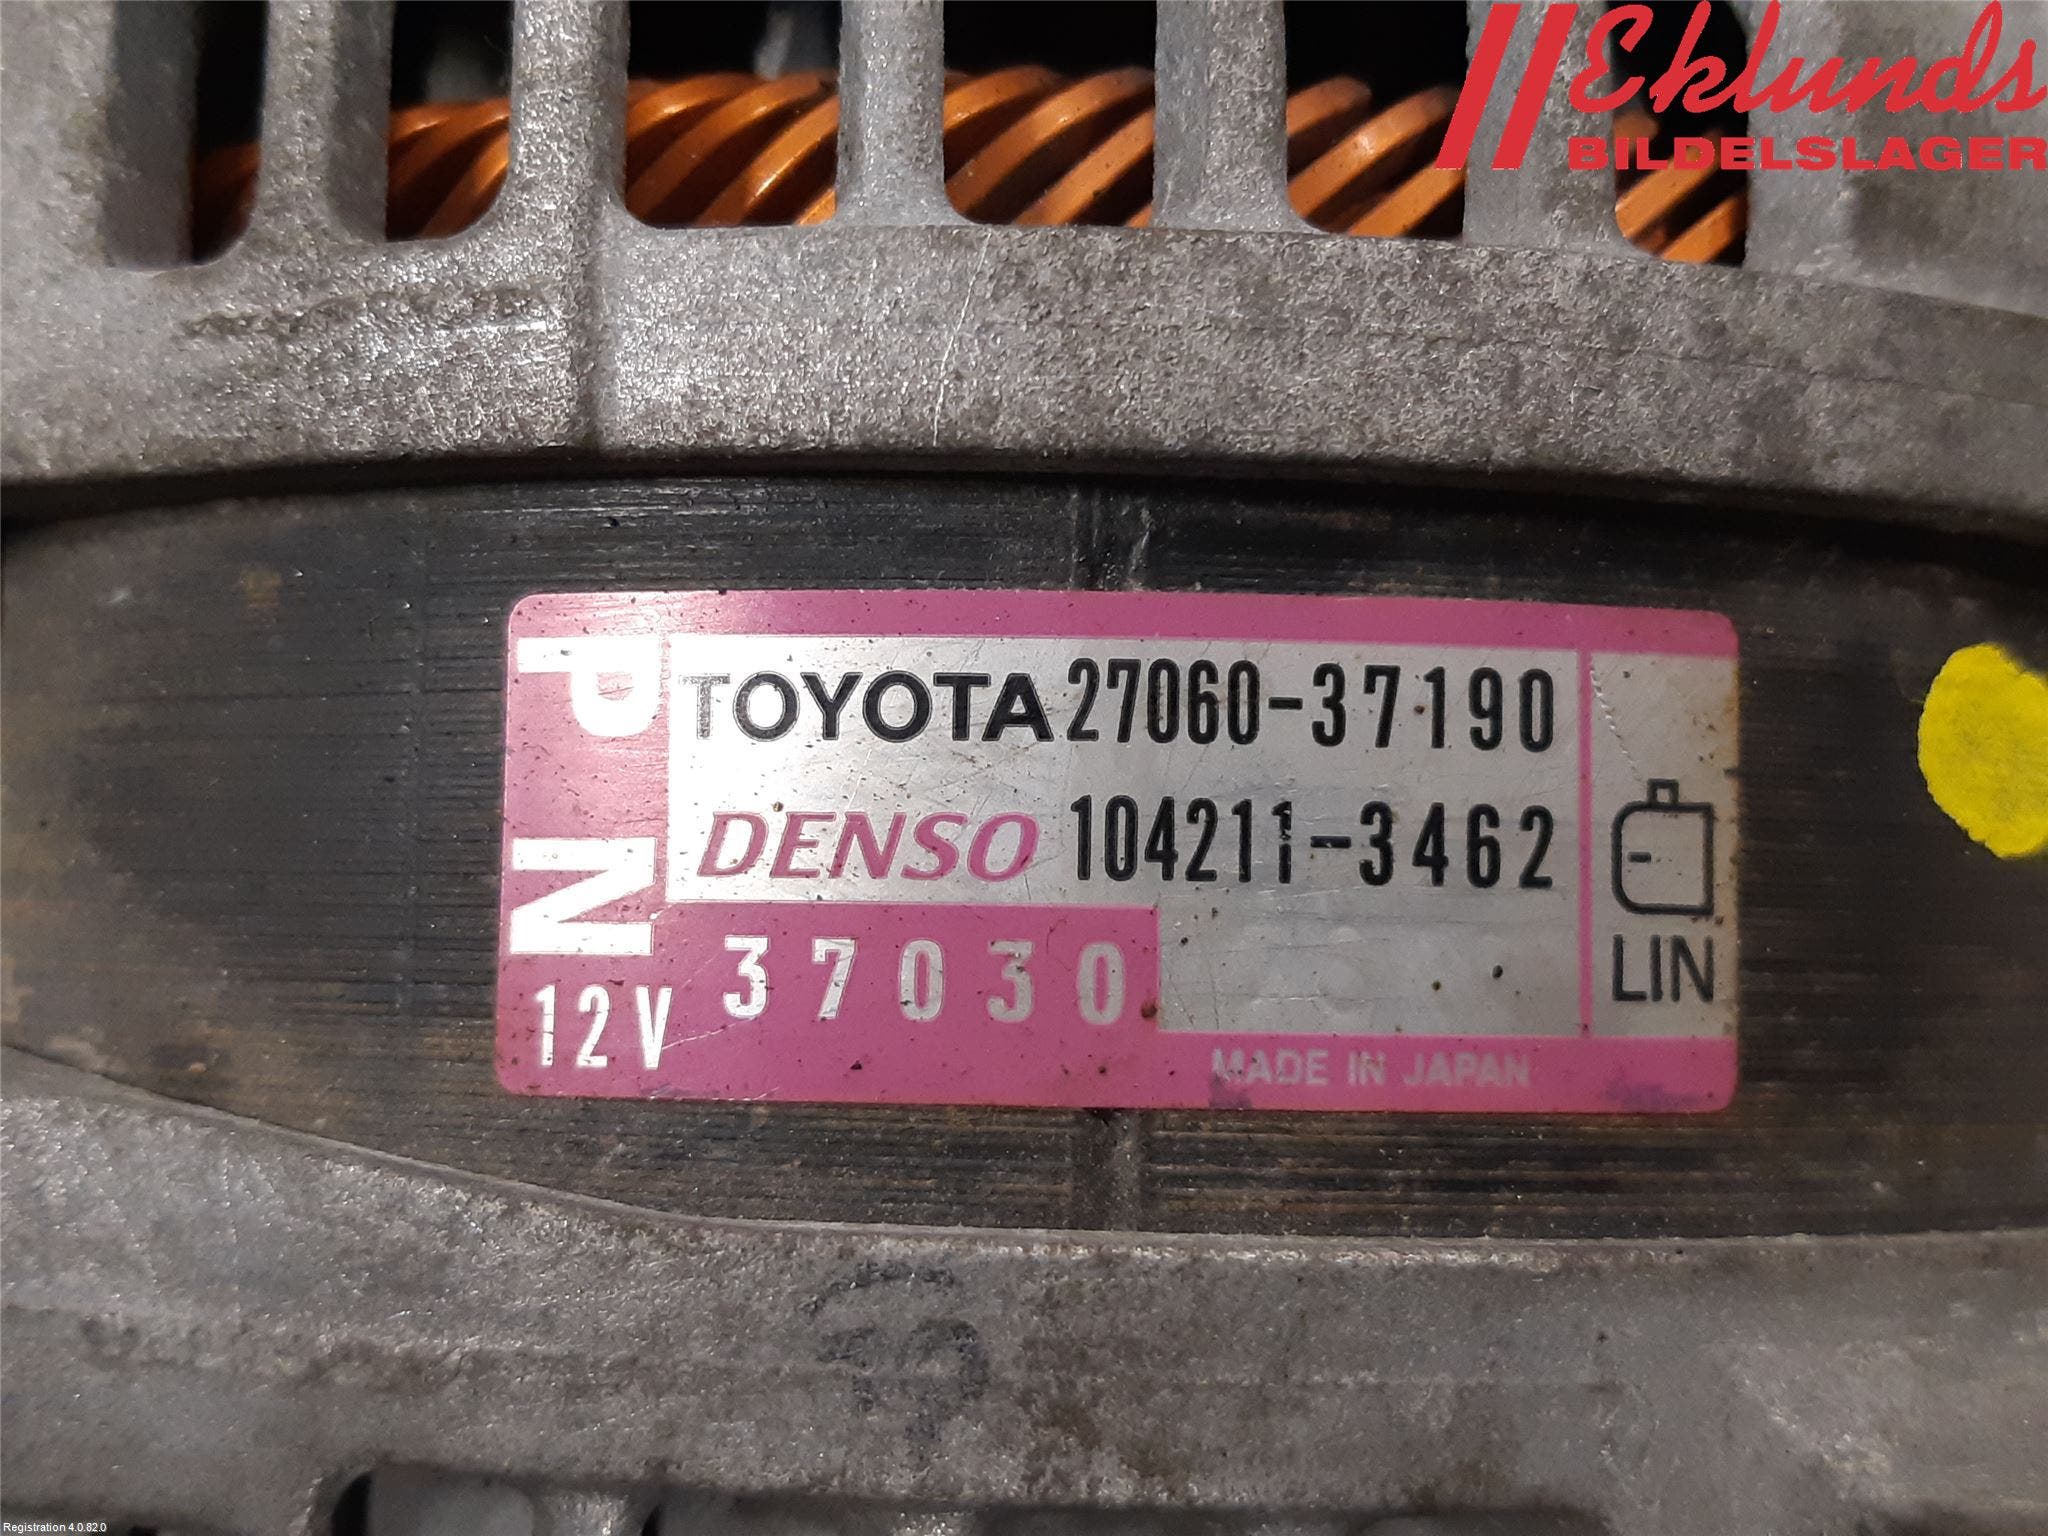 Eklunds
BILDELSLAGER
PN
TOYOTA 27060-37190
DENSO 104211-3462
37030
12V
LIN
MADE IN JAPAN
Registration 4.0.82.0